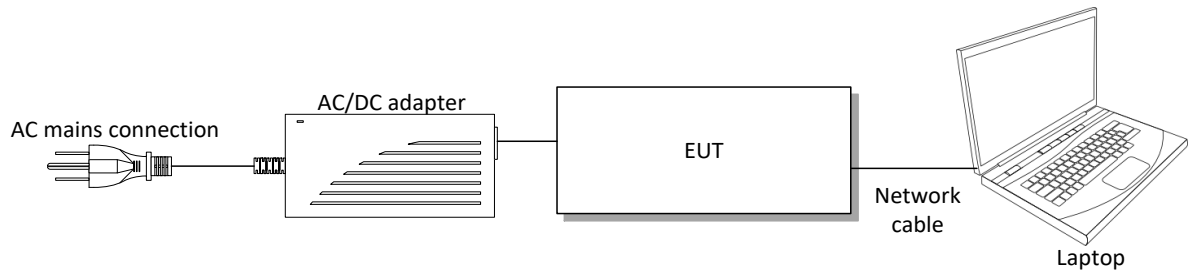 AC mains connection
AC/DC adapter
EUT
Network
cable
Laptop